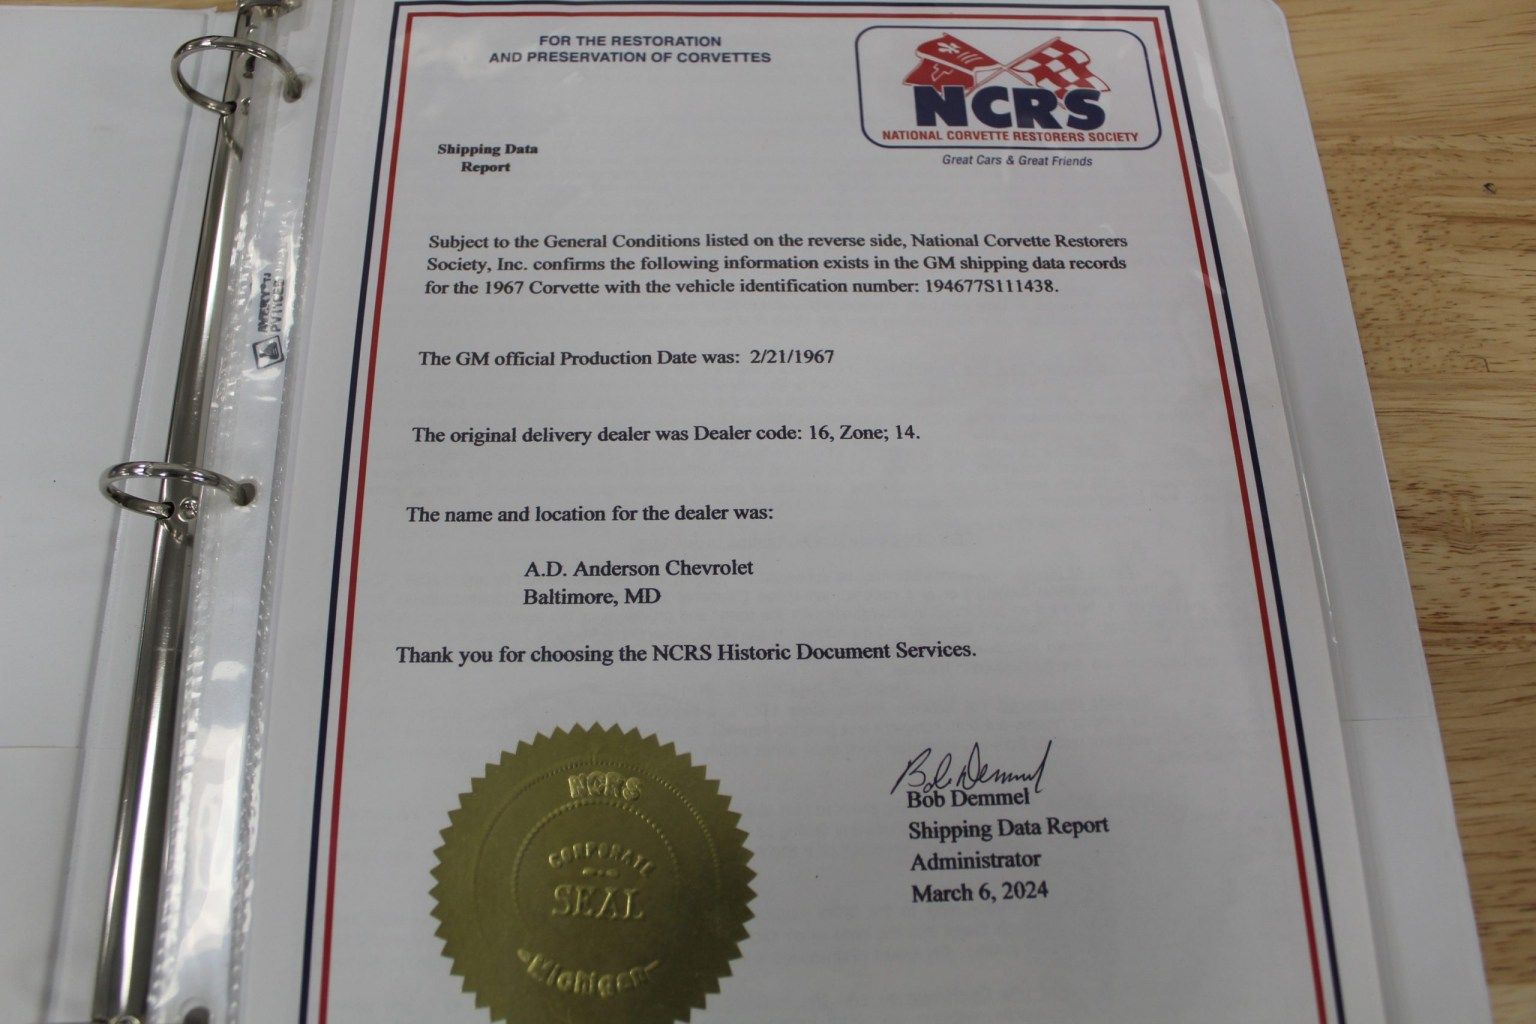 FOR THE RESTORATION
AND PRESERVATION OF CORVETTES
NCRS
NATIONAL CORVETTE RESTORERS SOCIETY
Great Cars & Great Friends
Shipping Data
Report
Subject to the General Conditions listed on the reverse side, National Corvette Restorers
Society, Inc. confirms the following information exists in the GM shipping data records
for the 1967 Corvette with the vehicle identification number: 194677S111438.
The GM official Production Date was: 2/21/1967
The original delivery dealer was Dealer code: 16, Zone; 14.
The name and location for the dealer was:
A.D. Anderson Chevrolet
Baltimore, MD
Thank you for choosing the NCRS Historic Document Services.
Bob Demmel
Bob Demmel
Shipping Data Report
Administrator
March 6, 2024
NCRS
CORPORATE
SEAL
Michigan